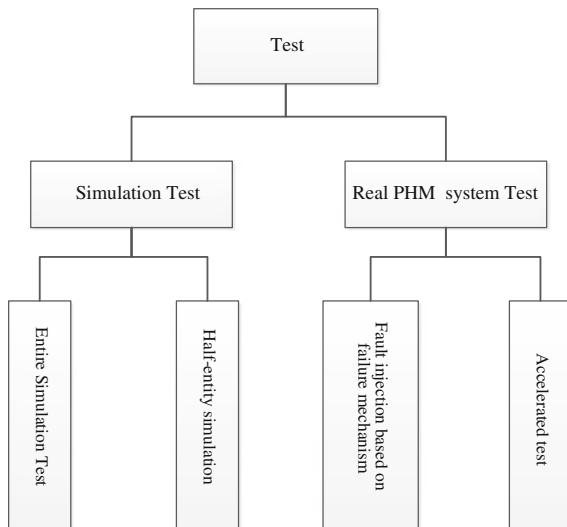 Test
Simulation Test
Real PHM system Test
Entire Simulation Test
Half-entity simulation
Fault injection based on
failure mechanism
Accelerated test